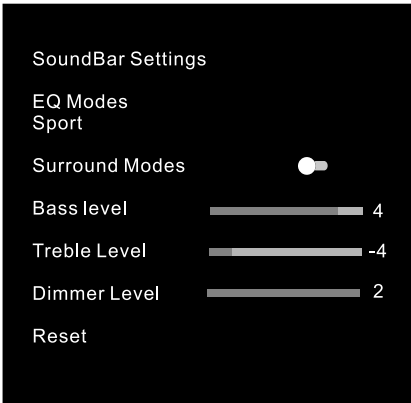 SoundBar Settings
EQ Modes
Sport
Surround Modes
Bass level 4
Treble Level -4
Dimmer Level 2
Reset